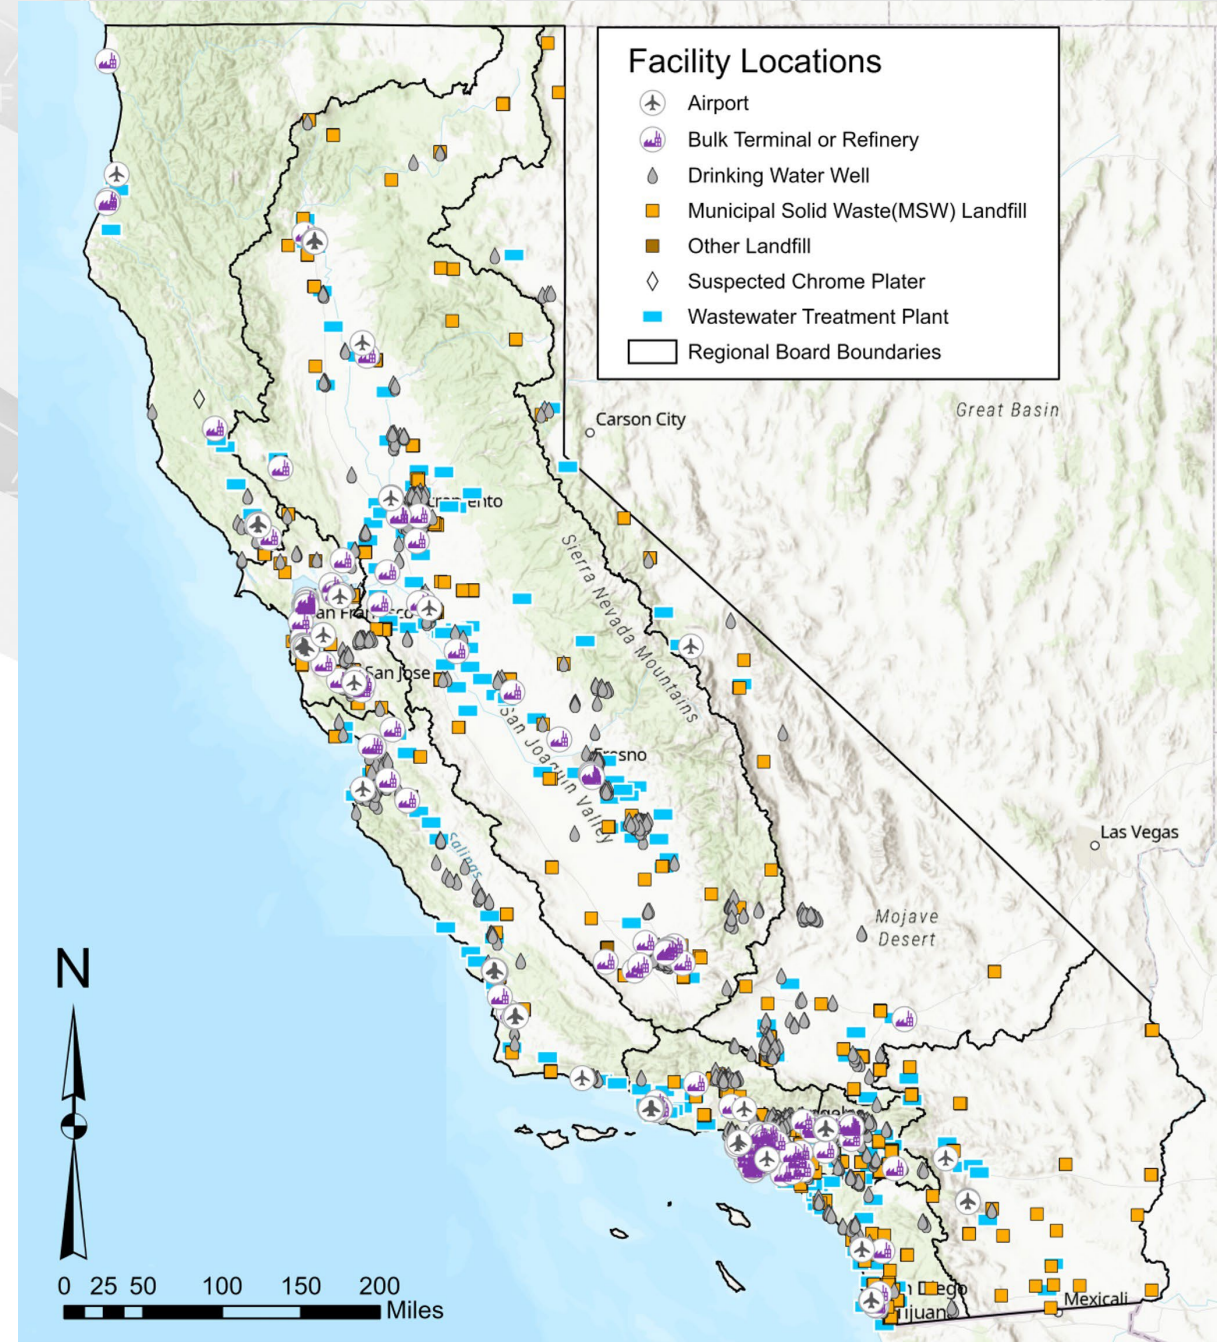 Facility Locations
Airport
Bulk Terminal or Refinery
Drinking Water Well
Municipal Solid Waste(MSW) Landfill
Other Landfill
Suspected Chrome Plater
Wastewater Treatment Plant
Regional Board Boundaries
Great Basin
Carson City
Sierra Nevada Mountains
San Jose
San Joaquin Valley
Fresno
Las Vegas
Salinas
Mojave
Desert
N
Mexicali
0 25 50 100 150 200
Miles